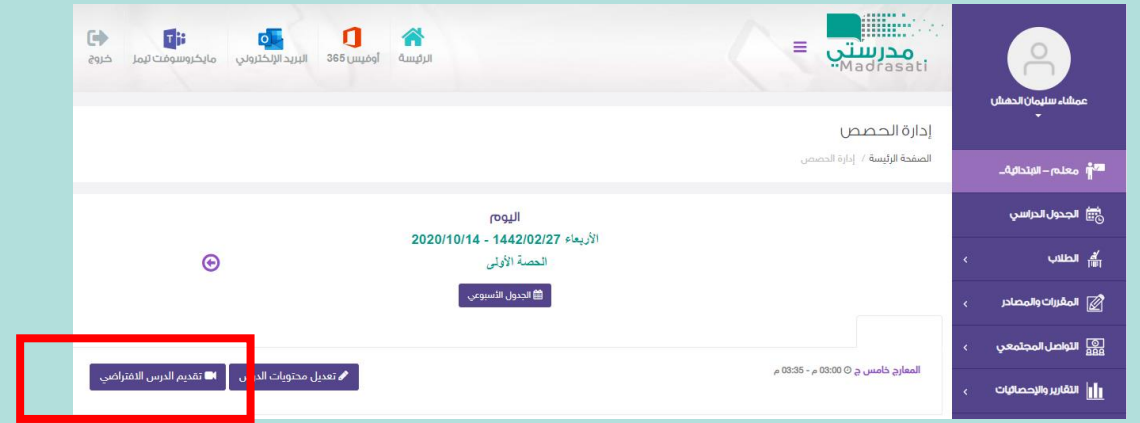 مدرستي
Madrasati
الرئيسة
أوفيس 365
البريد الإلكتروني
مايكروسوفت تيمز
خروج
عمشاء سليمان الدهش
معلم – الابتدائية..
الجدول الدراسي
الطلاب
المقررات والمصادر
التواصل المجتمعي
التقارير والإحصائيات
إدارة الحصص
الصفحة الرئيسة / إدارة الحصص
اليوم
الأربعاء 1442/02/27 - 2020/10/14
الحصة الأولى
الجدول الأسبوعي
المعارج خامس ج 03:00 م - 03:35 م
تعديل محتويات الدرس
تقديم الدرس الافتراضي